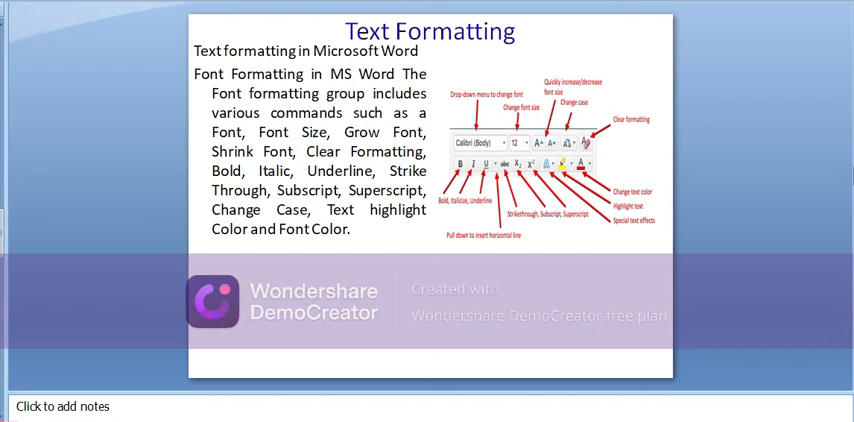 Text Formatting
Text formatting in Microsoft Word
Font Formatting in MS Word The
Font formatting group includes
various commands such as a
Font, Font Size, Grow Font,
Shrink Font, Clear Formatting,
Bold, Italic, Underline, Strike
Through, Subscript, Superscript,
Change Case, Text highlight
Color and Font Color.
Quickly increase/decrease
font size
Drop-down menu to change font
Change font size
Change case
Clear formatting
Calibri (Body) 12 A A Aa A
B I U abc X2 X2 A A
Change text color
Bold, Italicize, Underline
Highlight text
Strikethrough, Subscript, Superscript
Special text effects
Pull down to insert horizontal line
Wondershare
DemoCreator
Created with
Wondershare DemoCreator free plan
Click to add notes